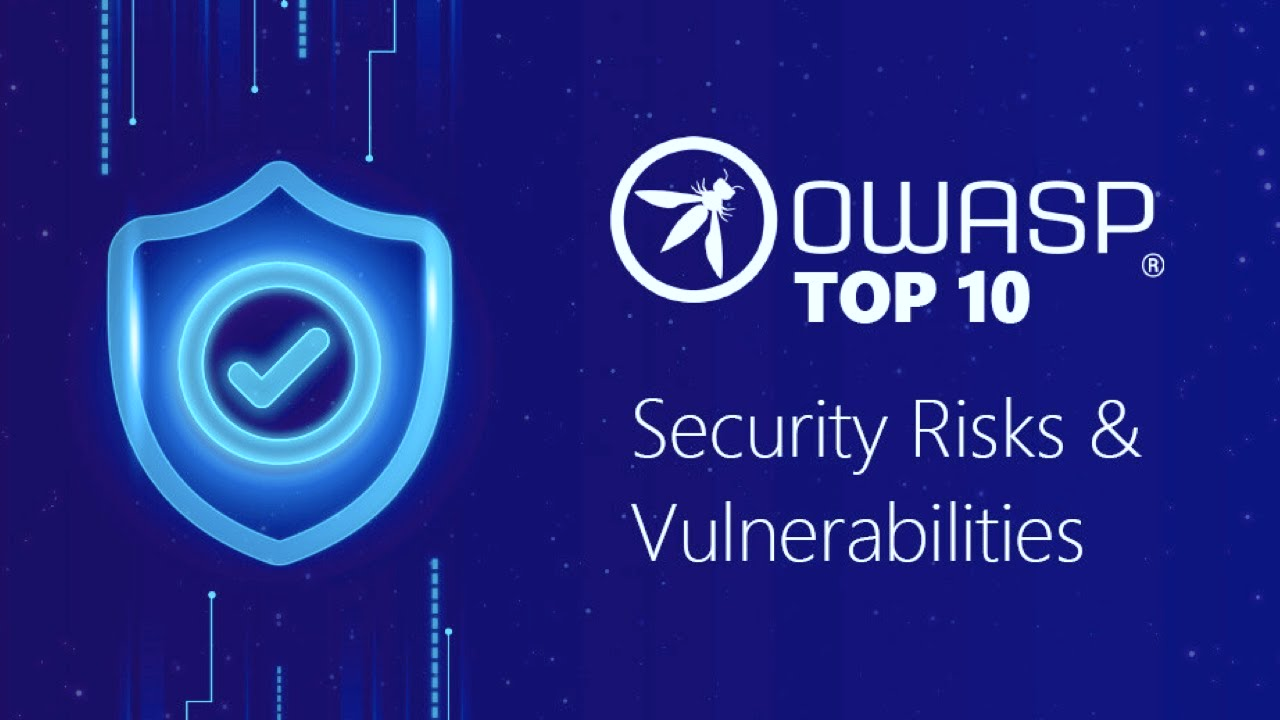 OWASP
®
TOP 10
Security Risks &
Vulnerabilities